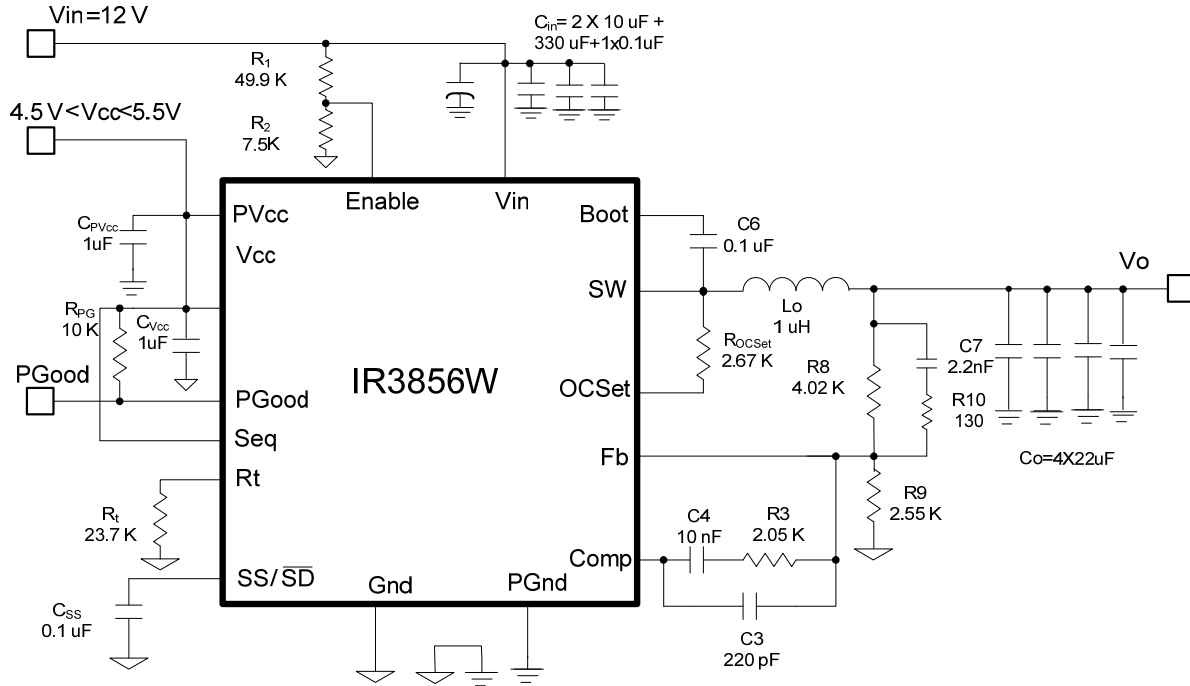 Vin=12 V
Cin= 2 X 10 uF +
330 uF+1x0.1uF
R1
49.9 K
4.5 V<Vcc<5.5V
R2
7.5K
Enable
Vin
PVcc
Boot
CPVcc
1uF
C6
0.1 uF
Vcc
Vo
SW
RPG
10 K
CVcc
1uF
Lo
1 uH
ROCSet
2.67 K
C7
2.2nF
R8
4.02 K
PGood
IR3856W
OCSet
PGood
R10
130
Seq
Fb
Co=4X22uF
Rt
R9
2.55 K
Rt
23.7 K
C4
10 nF
R3
2.05 K
Comp
SS/SD
Gnd
PGnd
CSS
0.1 uF
C3
220 pF